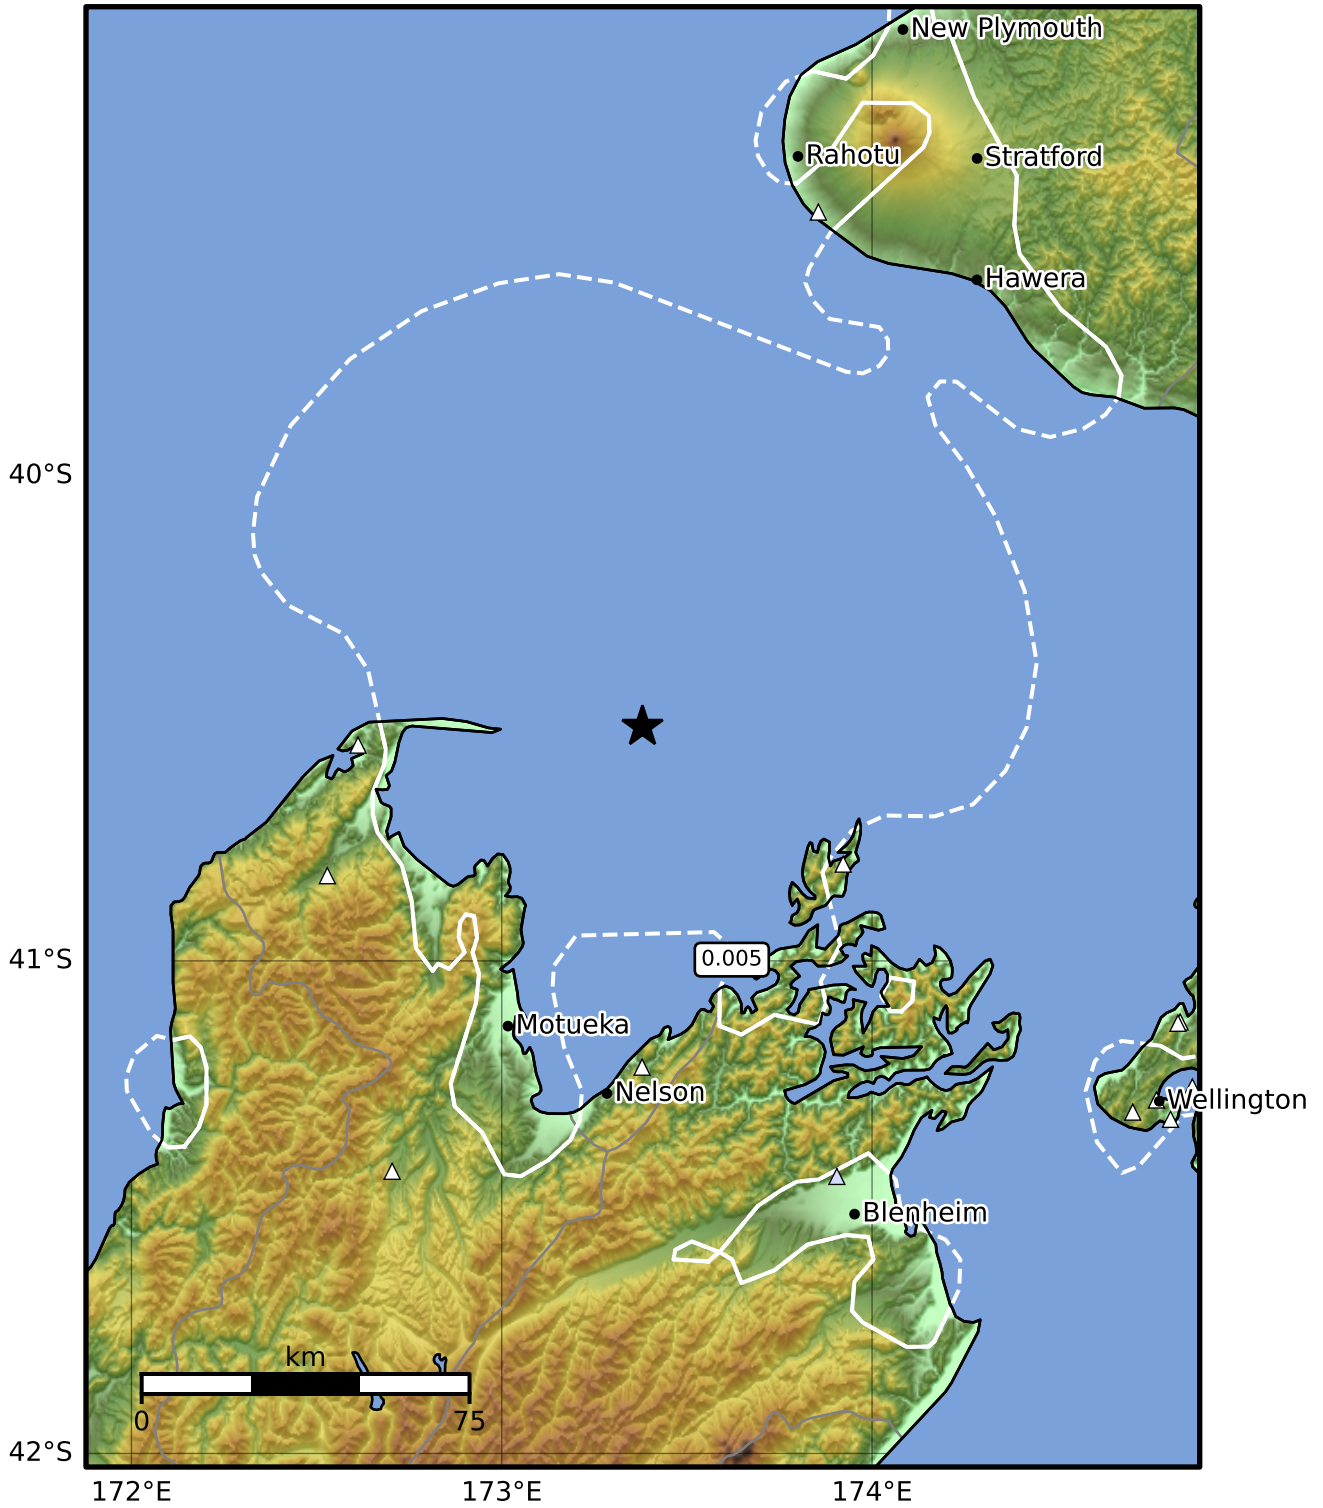 New Plymouth
Rahotu
Stratford
Hawera
40°S
0.005
41°S
Motueka
Nelson
Wellington
Blenheim
km
0 75
42°S
172°E 173°E 174°E